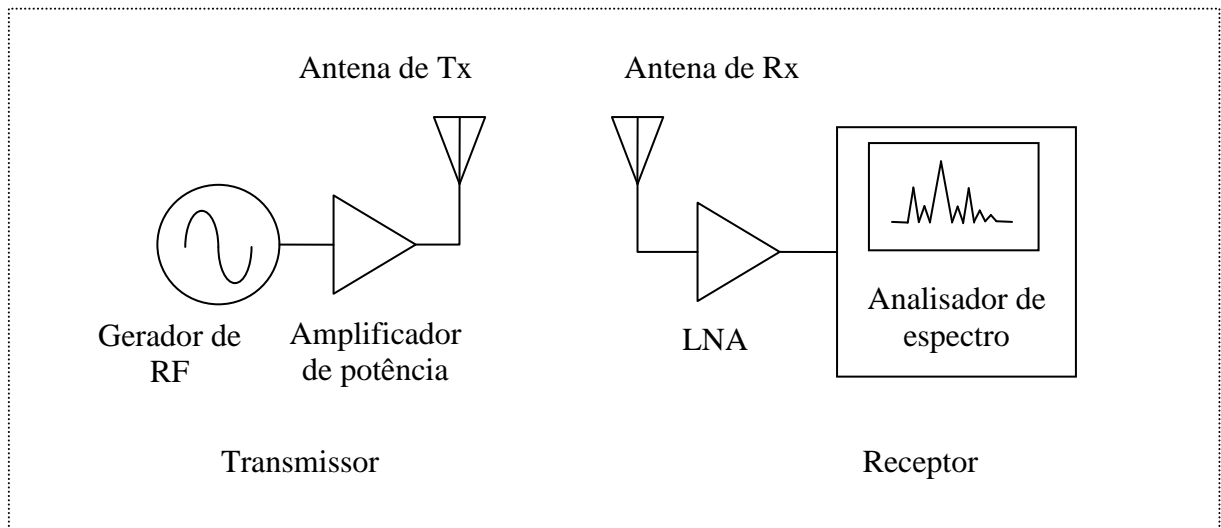 Antena de Tx
Antena de Rx
Gerador de
RF
Amplificador
de potência
LNA
Analisador de
espectro
Transmissor
Receptor